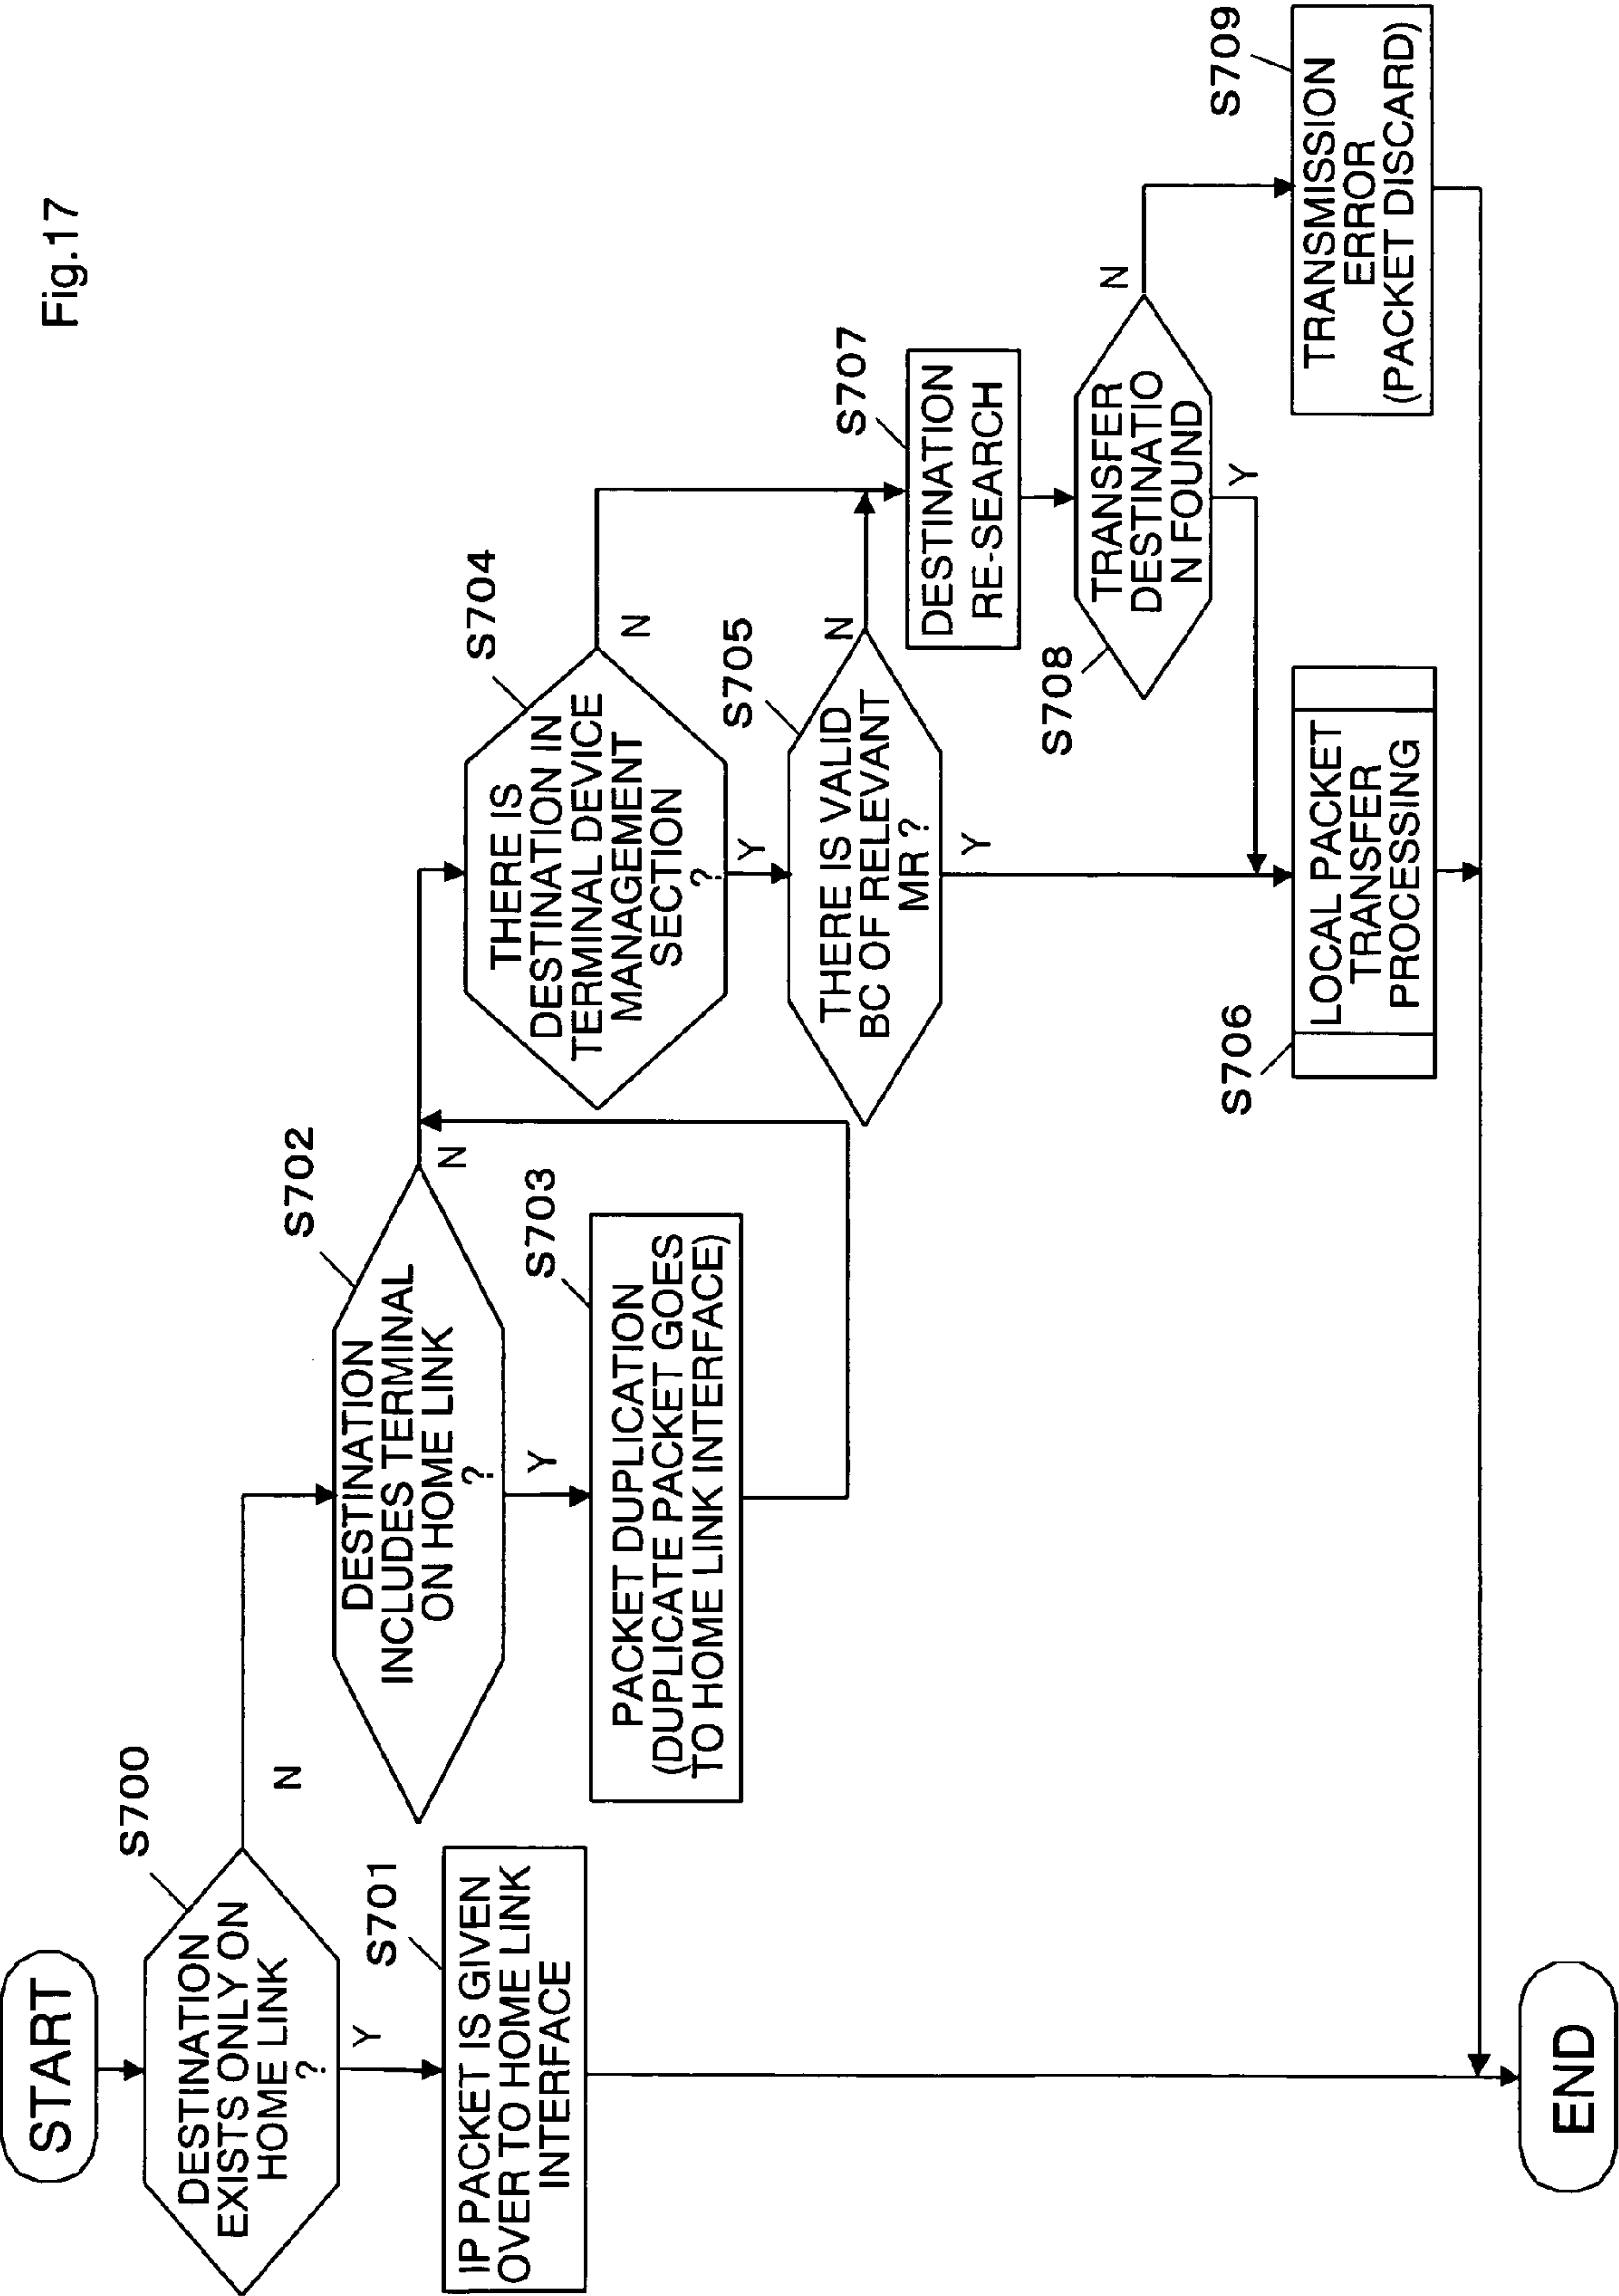 Fig.17
START
S700
DESTINATION
EXISTS ONLY ON
HOME LINK
?
N
Y
S701
IP PACKET IS GIVEN
OVER TO HOME LINK
INTERFACE
S702
DESTINATION
INCLUDES TERMINAL
ON HOME LINK
?
N
Y
S703
PACKET DUPLICATION
(DUPLICATE PACKET GOES
TO HOME LINK INTERFACE)
S704
THERE IS
DESTINATION IN
TERMINAL DEVICE
MANAGEMENT
SECTION
?
N
Y
S705
THERE IS VALID
BC OF RELEVANT
MR ?
N
Y
S706
LOCAL PACKET
TRANSFER
PROCESSING
S707
DESTINATION
RE-SEARCH
S708
TRANSFER
DESTINATIO
N FOUND
N
Y
S709
TRANSMISSION
ERROR
(PACKET DISCARD)
END